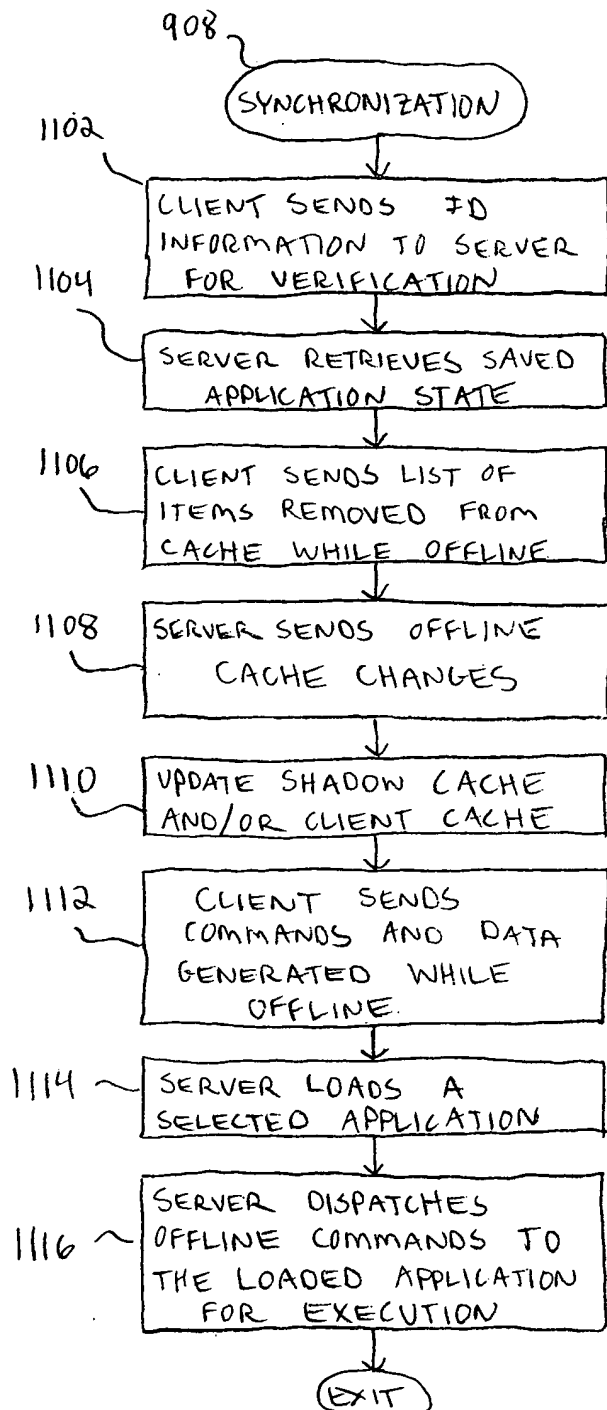 908
SYNCHRONIZATION
1102
CLIENT SENDS ID
INFORMATION TO SERVER
FOR VERIFICATION
1104
SERVER RETRIEVES SAVED
APPLICATION STATE
1106
CLIENT SENDS LIST OF
ITEMS REMOVED FROM
CACHE WHILE OFFLINE
1108
SERVER SENDS OFFLINE
CACHE CHANGES
1110
UPDATE SHADOW CACHE
AND/OR CLIENT CACHE
1112
CLIENT SENDS
COMMANDS AND DATA
GENERATED WHILE
OFFLINE.
1114
SERVER LOADS A
SELECTED APPLICATION
1116
SERVER DISPATCHES
OFFLINE COMMANDS TO
THE LOADED APPLICATION
FOR EXECUTION
EXIT